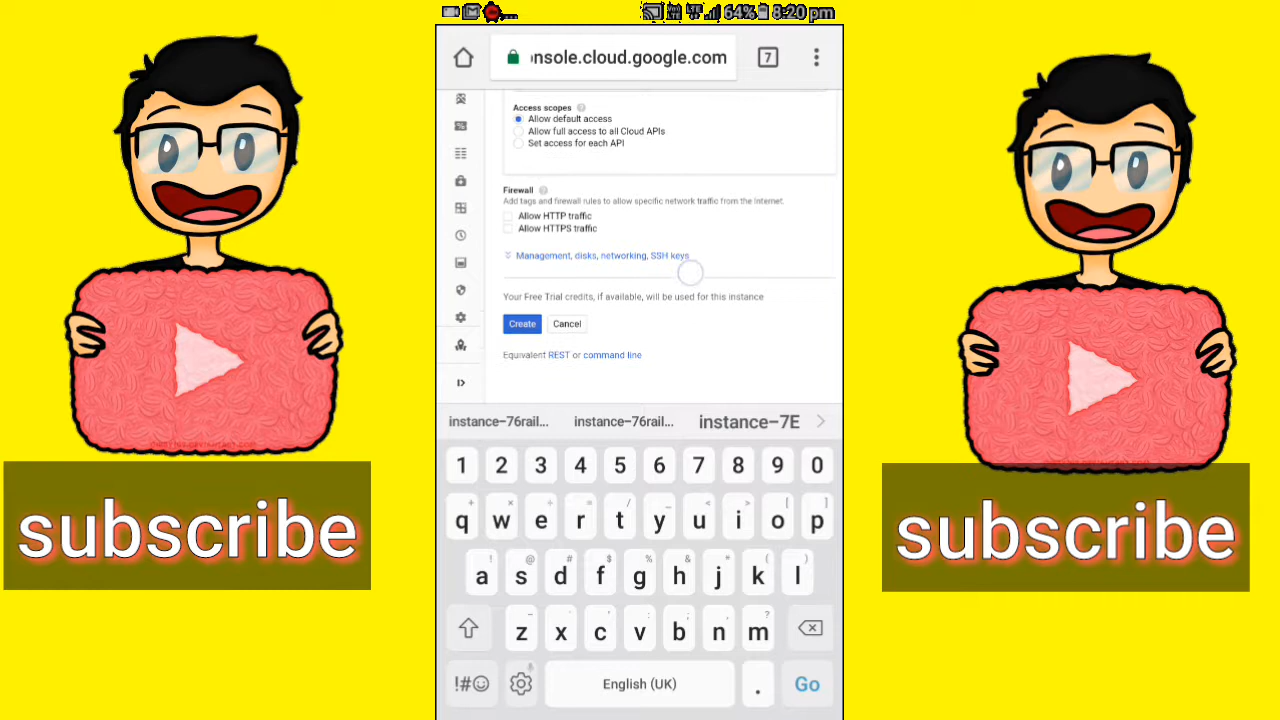 64% 8:20 pm
nsole.cloud.google.com
7
Access scopes
Allow default access
Allow full access to all Cloud APIs
Set access for each API
Firewall
Add tags and firewall rules to allow specific network traffic from the Internet.
Allow HTTP traffic
Allow HTTPS traffic
Management, disks, networking, SSH keys
Your Free Trial credits, if available, will be used for this instance
Create Cancel
Equivalent REST or command line
instance-76rail... instance-76rail... instance-7E
1 2 3 4 5 6 7 8 9 0
+ × ÷ = / _ < > [ ]
q w e r t y u i o p
! @ # $ % ^ & * ( )
a s d f g h j k l
- ' " : ; , ?
z x c v b n m
!#☺ English (UK) . Go
subscribe
subscribe